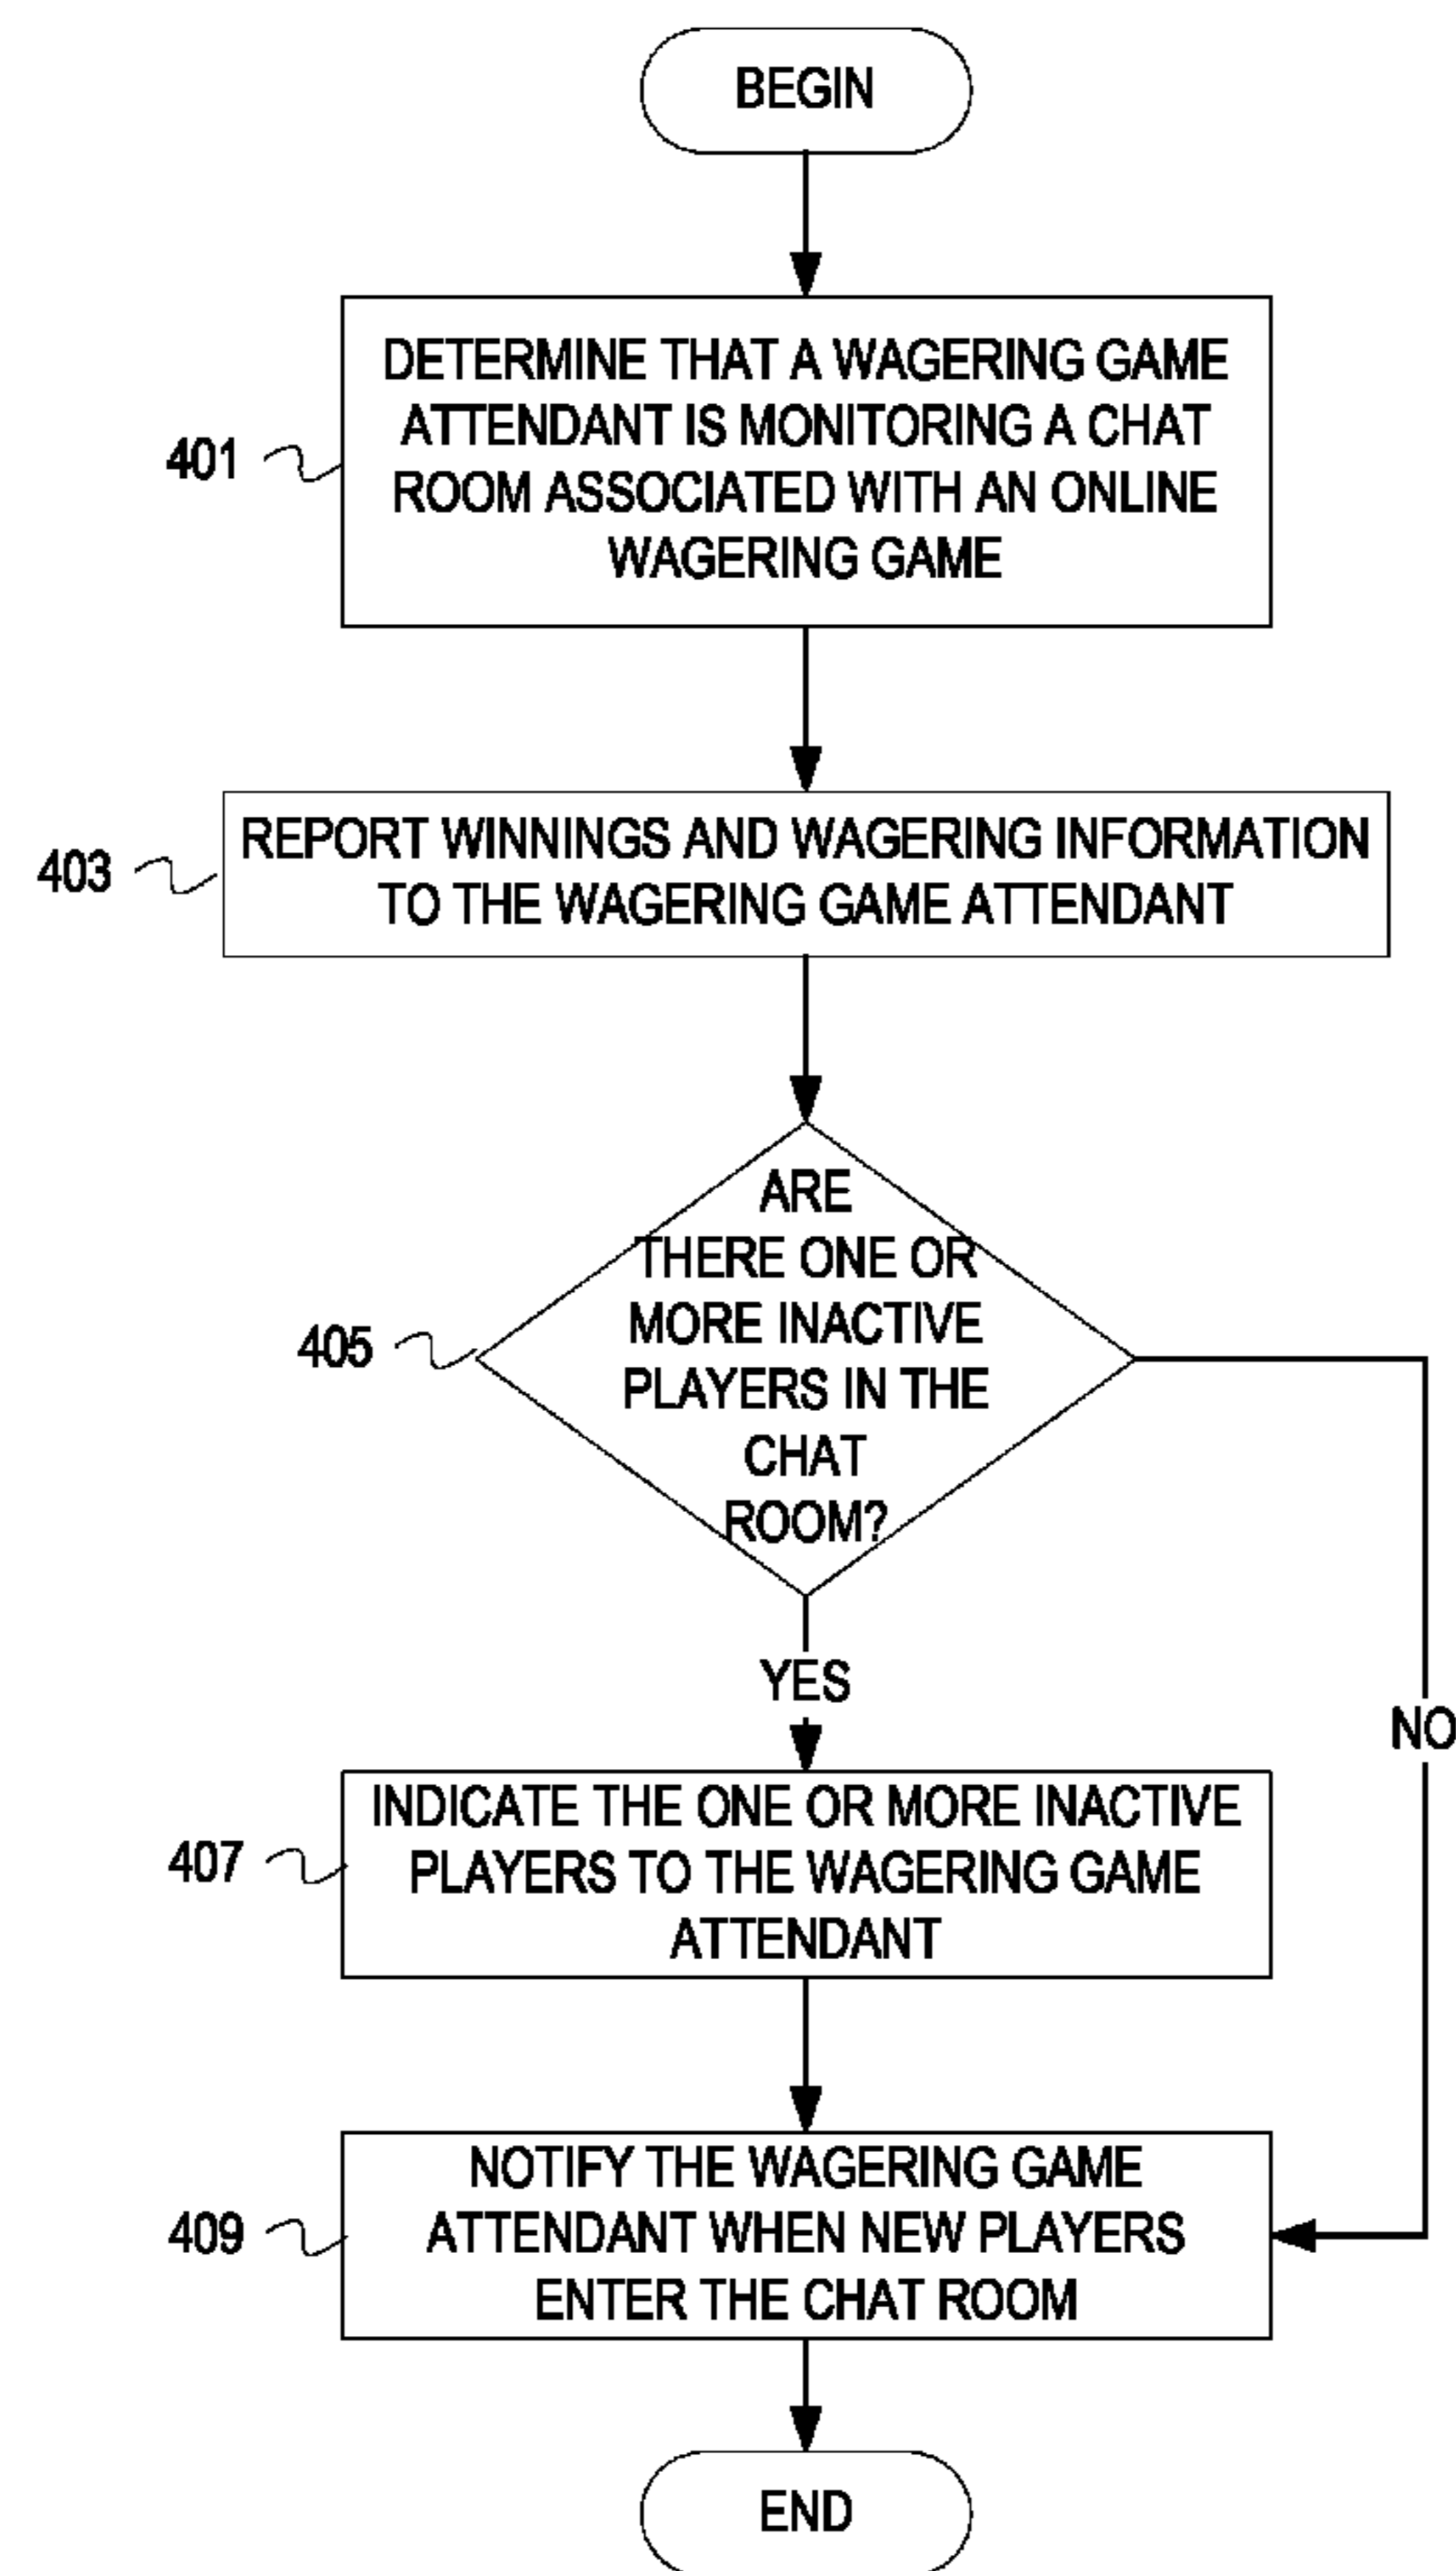 BEGIN
DETERMINE THAT A WAGERING GAME
ATTENDANT IS MONITORING A CHAT
ROOM ASSOCIATED WITH AN ONLINE
WAGERING GAME
401
REPORT WINNINGS AND WAGERING INFORMATION
TO THE WAGERING GAME ATTENDANT
403
ARE
THERE ONE OR
MORE INACTIVE
PLAYERS IN THE
CHAT
ROOM?
405
YES
NO
INDICATE THE ONE OR MORE INACTIVE
PLAYERS TO THE WAGERING GAME
ATTENDANT
407
NOTIFY THE WAGERING GAME
ATTENDANT WHEN NEW PLAYERS
ENTER THE CHAT ROOM
409
END